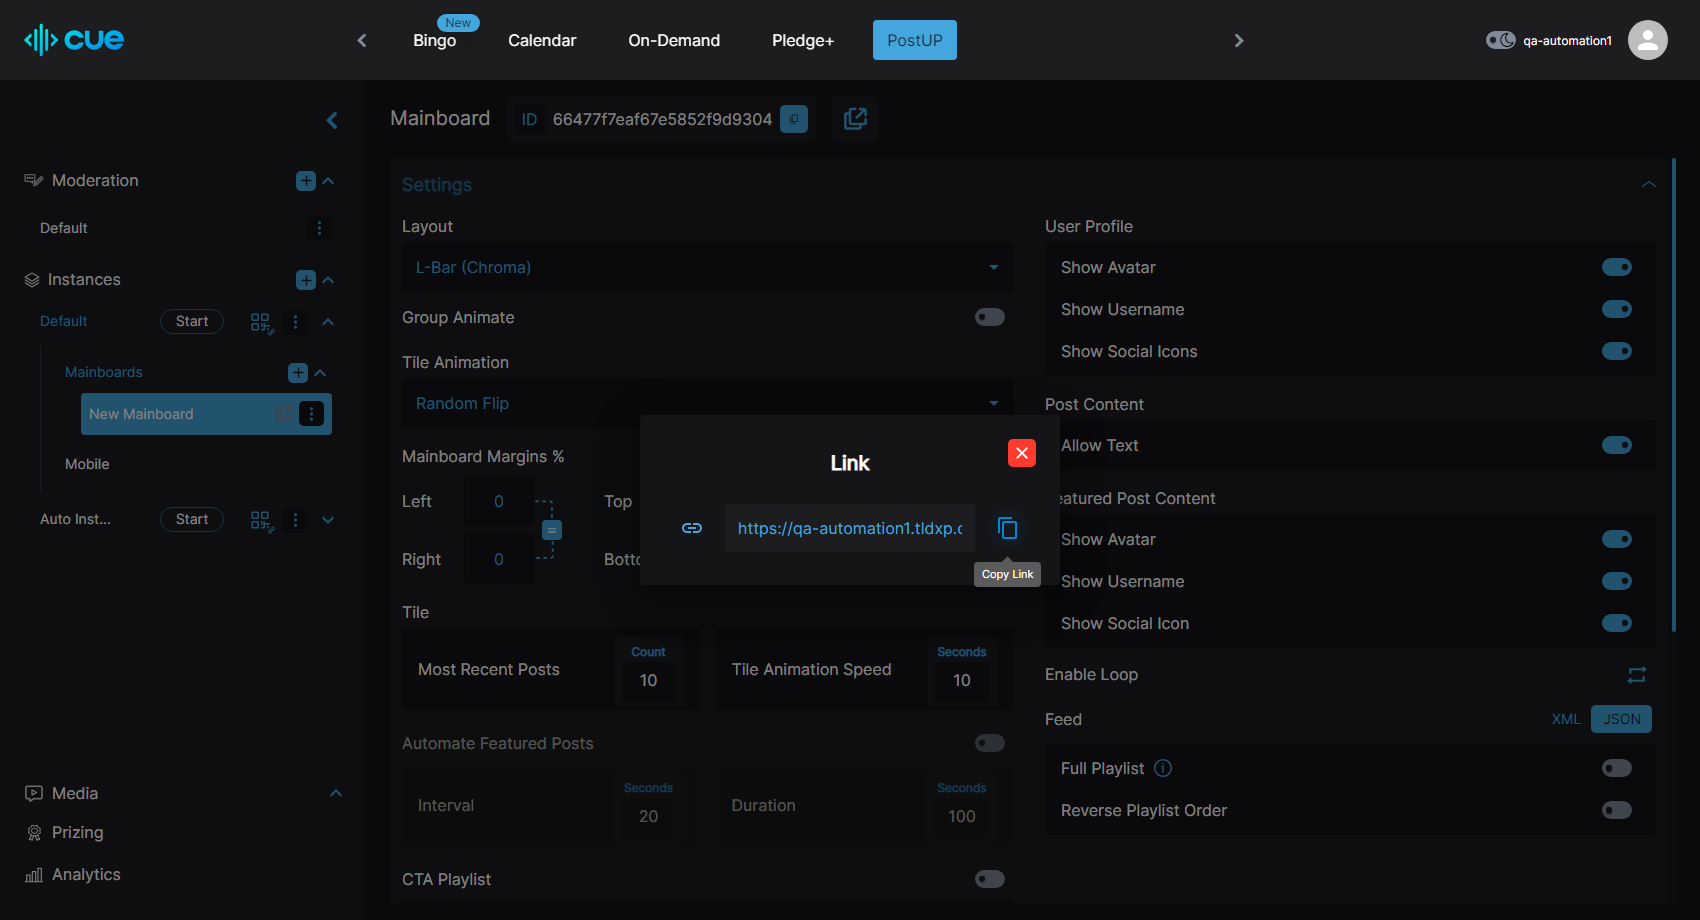 cue
New
Bingo
Calendar
On-Demand
Pledge+
PostUP
qa-automation1
Mainboard
ID
66477f7eaf67e5852f9d9304
Moderation
Default
Instances
Default
Start
Mainboards
New Mainboard
Mobile
Auto Inst...
Start
Media
Prizing
Analytics
Settings
Layout
L-Bar (Chroma)
Group Animate
Tile Animation
Random Flip
Mainboard Margins %
Left
0
Top
=
Right
0
Botto
Tile
Most Recent Posts
Count
10
Tile Animation Speed
Seconds
10
Automate Featured Posts
Interval
Seconds
20
Duration
Seconds
100
CTA Playlist
User Profile
Show Avatar
Show Username
Show Social Icons
Post Content
Allow Text
eatured Post Content
Show Avatar
Show Username
Show Social Icon
Enable Loop
Feed
XML
JSON
Full Playlist
Reverse Playlist Order
Link
https://qa-automation1.tldxp.c
Copy Link